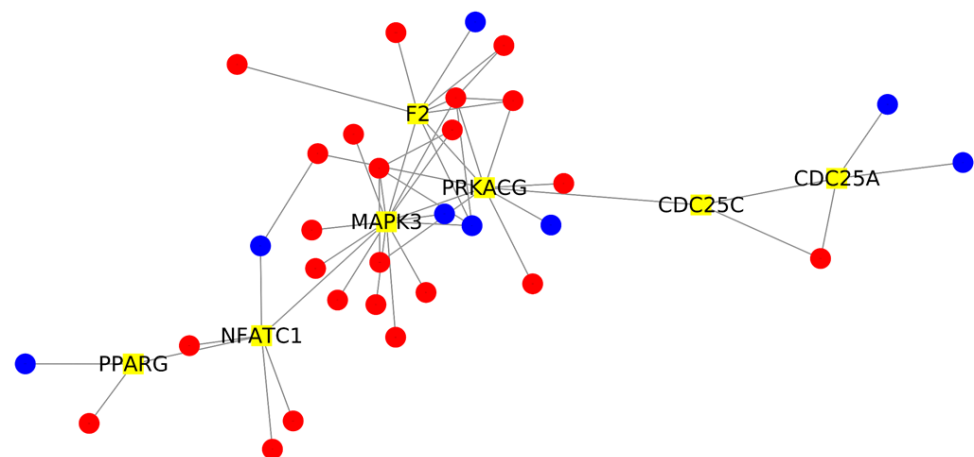 F2
PRKACG
CDC25A
CDC25C
MAPK3
NFATC1
PPARG